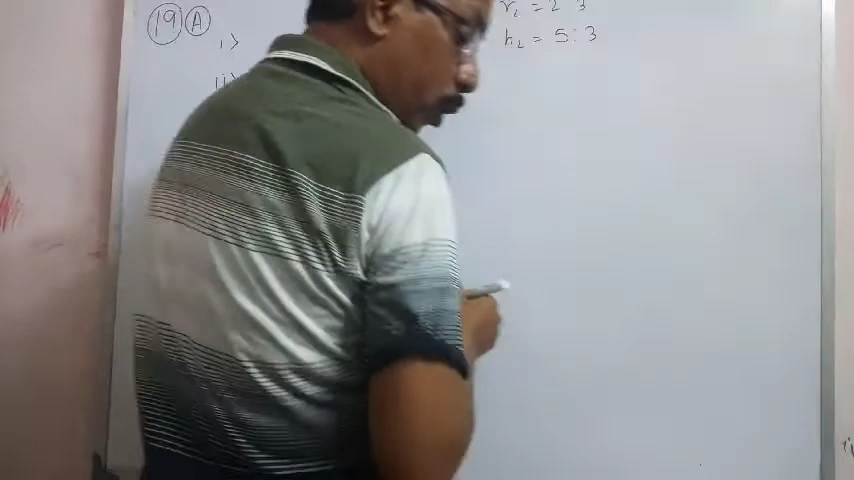 19 A
i>
ii>
r₂ = 2 3
h₂ = 5:3